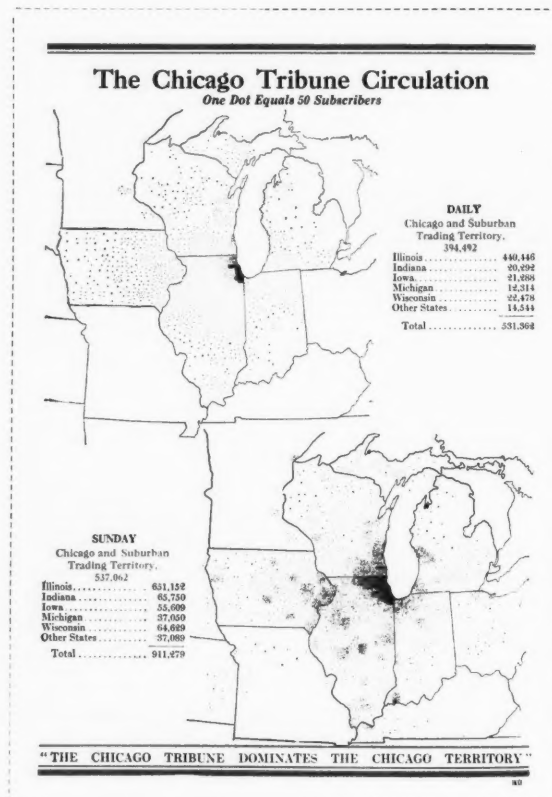 The Chicago Tribune Circulation
One Dot Equals 50 Subscribers
DAILY
Chicago and Suburban
Trading Territory,
394,492
Illinois ........... 440,446
Indiana ........... 20,292
Iowa ........... 21,288
Michigan ........... 12,314
Wisconsin ........... 22,478
Other States ........... 14,544
Total ........... 531,362
SUNDAY
Chicago and Suburban
Trading Territory,
537,062
Illinois ........... 651,152
Indiana ........... 65,750
Iowa ........... 55,609
Michigan ........... 37,050
Wisconsin ........... 64,629
Other States ........... 37,089
Total ........... 911,279
"THE CHICAGO TRIBUNE DOMINATES THE CHICAGO TERRITORY"